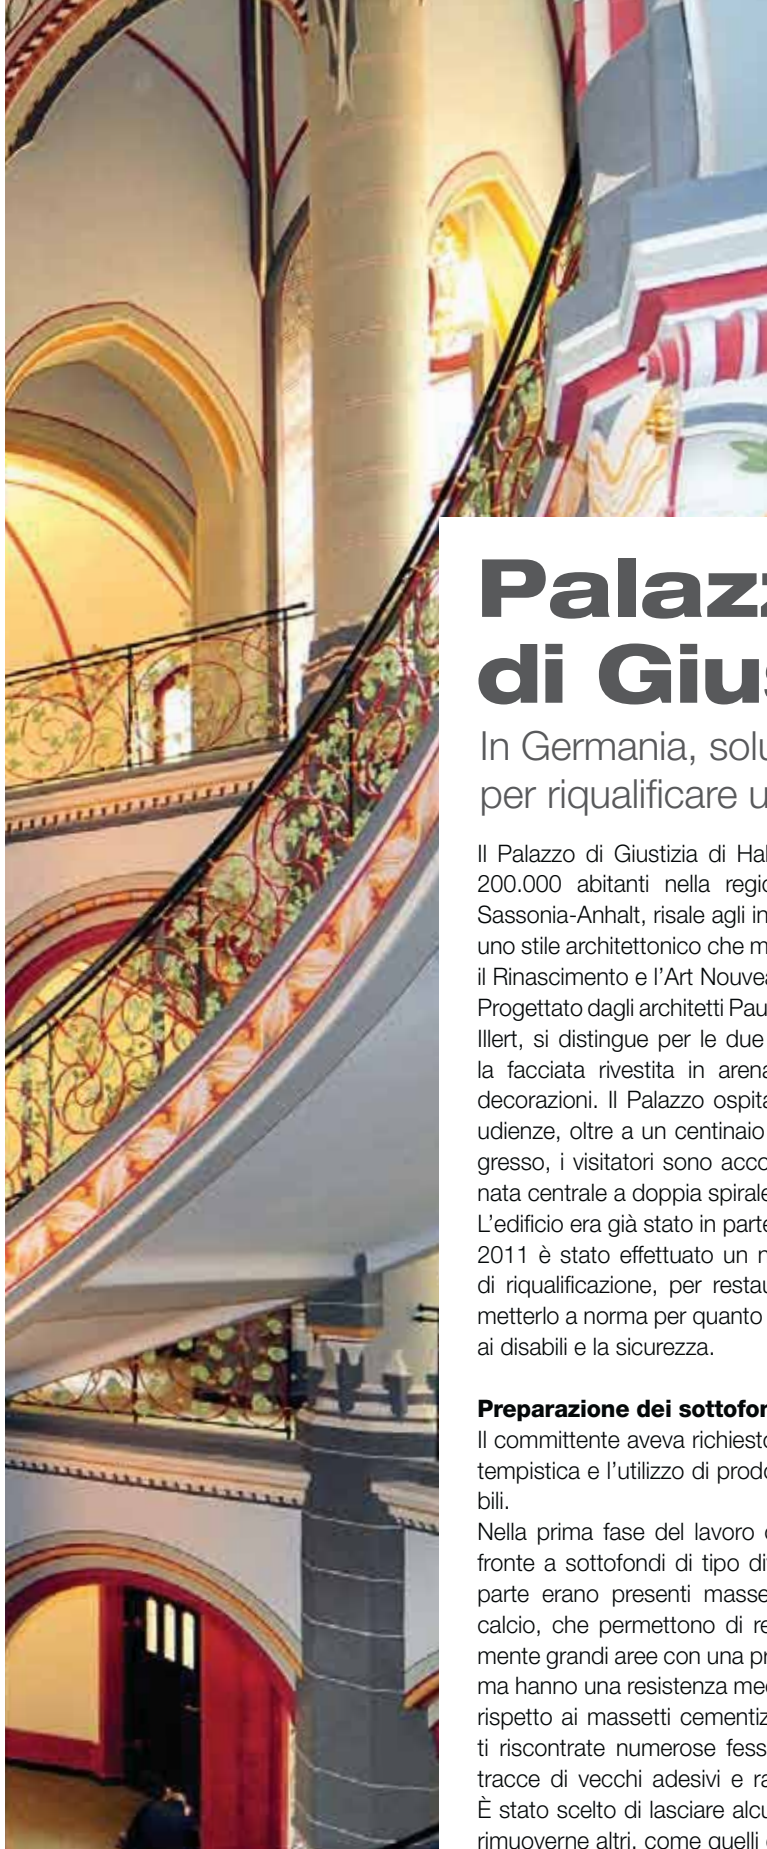 Palazz
di Gius
In Germania, solu
per riqualificare u
Il Palazzo di Giustizia di Hal
200.000 abitanti nella regio
Sassonia-Anhalt, risale agli in
uno stile architettonico che m
il Rinascimento e l'Art Nouvea
Progettato dagli architetti Pau
Illert, si distingue per le due
la facciata rivestita in arena
decorazioni. Il Palazzo ospita
udienze, oltre a un centinaio
gresso, i visitatori sono acco
nata centrale a doppia spirale
L'edificio era già stato in parte
2011 è stato effettuato un n
di riqualificazione, per restau
metterlo a norma per quanto
ai disabili e la sicurezza.
Preparazione dei sottofon
Il committente aveva richiesto
tempistica e l'utilizzo di prodo
bili.
Nella prima fase del lavoro c
fronte a sottofondi di tipo di
parte erano presenti masse
calcio, che permettono di re
mente grandi aree con una pr
ma hanno una resistenza med
rispetto ai massetti cementiz
ti riscontrate numerose fess
tracce di vecchi adesivi e ra
È stato scelto di lasciare alcu
rimuoverne altri, come quelli